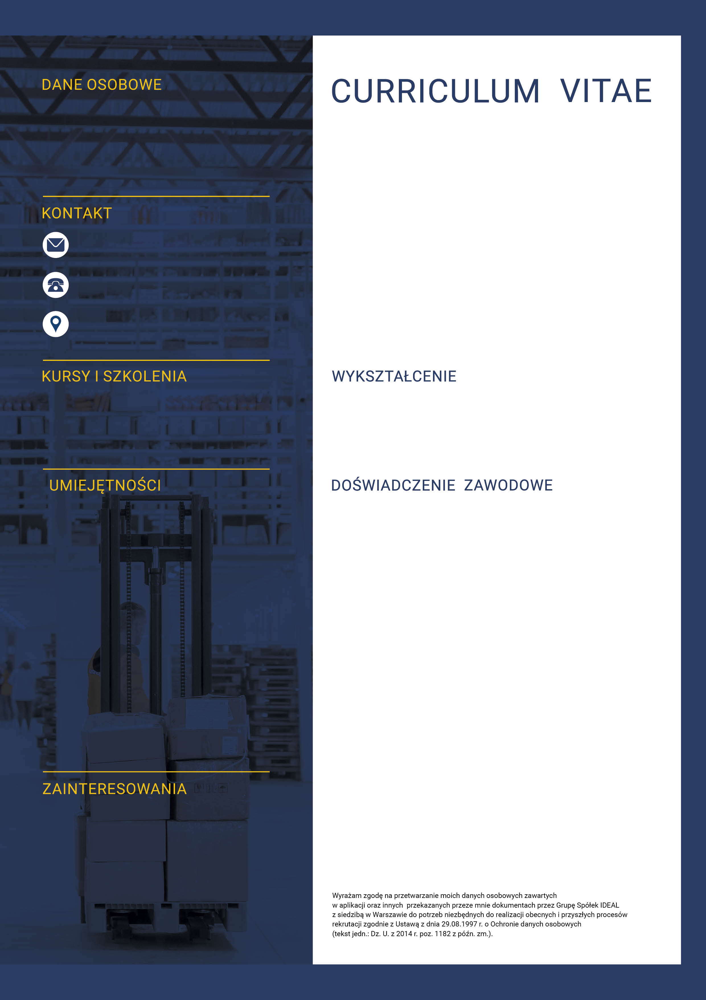 DANE OSOBOWE
KONTAKT
KURSY I SZKOLENIA
UMIEJĘTNOŚCI
ZAINTERESOWANIA
CURRICULUM VITAE
WYKSZTAŁCENIE
DOŚWIADCZENIE ZAWODOWE
Wyrażam zgodę na przetwarzanie moich danych osobowych zawartych
w aplikacji oraz innych przekazanych przeze mnie dokumentach przez Grupę Spółek IDEAL
z siedzibą w Warszawie do potrzeb niezbędnych do realizacji obecnych i przyszłych procesów
rekrutacji zgodnie z Ustawą z dnia 29.08.1997 r. o Ochronie danych osobowych
(tekst jedn.: Dz. U. z 2014 r. poz. 1182 z późn. zm.).